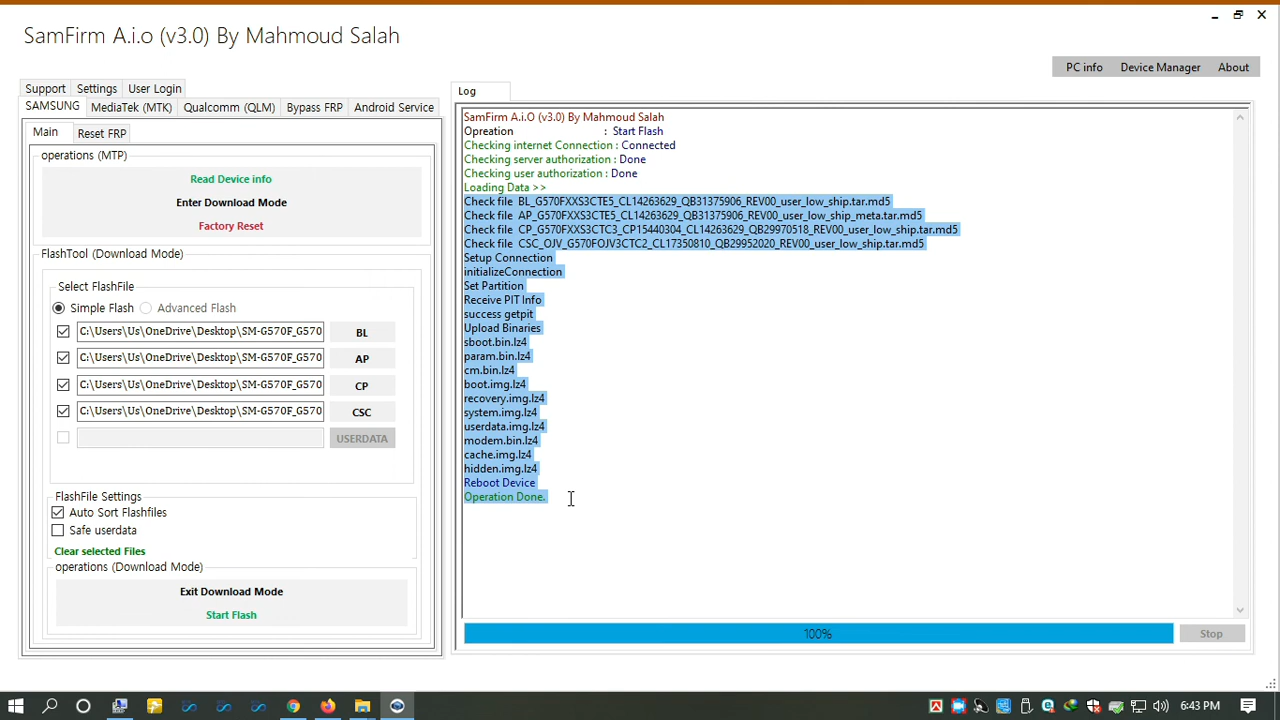 SamFirm A.i.o (v3.0) By Mahmoud Salah
PC info Device Manager About
Support Settings User Login
SAMSUNG MediaTek (MTK) Qualcomm (QLM) Bypass FRP Android Service
Main Reset FRP
operations (MTP)
Read Device info
Enter Download Mode
Factory Reset
FlashTool (Download Mode)
Select FlashFile
Simple Flash Advanced Flash
C:\Users\Us\OneDrive\Desktop\SM-G570F_G570 BL
C:\Users\Us\OneDrive\Desktop\SM-G570F_G570 AP
C:\Users\Us\OneDrive\Desktop\SM-G570F_G570 CP
C:\Users\Us\OneDrive\Desktop\SM-G570F_G570 CSC
USERDATA
FlashFile Settings
Auto Sort Flashfiles
Safe userdata
Clear selected Files
operations (Download Mode)
Exit Download Mode
Start Flash
Log
SamFirm A.i.O (v3.0) By Mahmoud Salah
Opreation : Start Flash
Checking internet Connection : Connected
Checking server authorization : Done
Checking user authorization : Done
Loading Data >>
Check file BL_G570FXXS3CTE5_CL14263629_QB31375906_REV00_user_low_ship.tar.md5
Check file AP_G570FXXS3CTE5_CL14263629_QB31375906_REV00_user_low_ship_meta.tar.md5
Check file CP_G570FXXS3CTC3_CP15440304_CL14263629_QB29970518_REV00_user_low_ship.tar.md5
Check file CSC_OJV_G570FOJV3CTC2_CL17350810_QB29952020_REV00_user_low_ship.tar.md5
Setup Connection
initializeConnection
Set Partition
Receive PIT Info
success getpit
Upload Binaries
sboot.bin.lz4
param.bin.lz4
cm.bin.lz4
boot.img.lz4
recovery.img.lz4
system.img.lz4
userdata.img.lz4
modem.bin.lz4
cache.img.lz4
hidden.img.lz4
Reboot Device
Operation Done.
100% Stop
6:43 PM